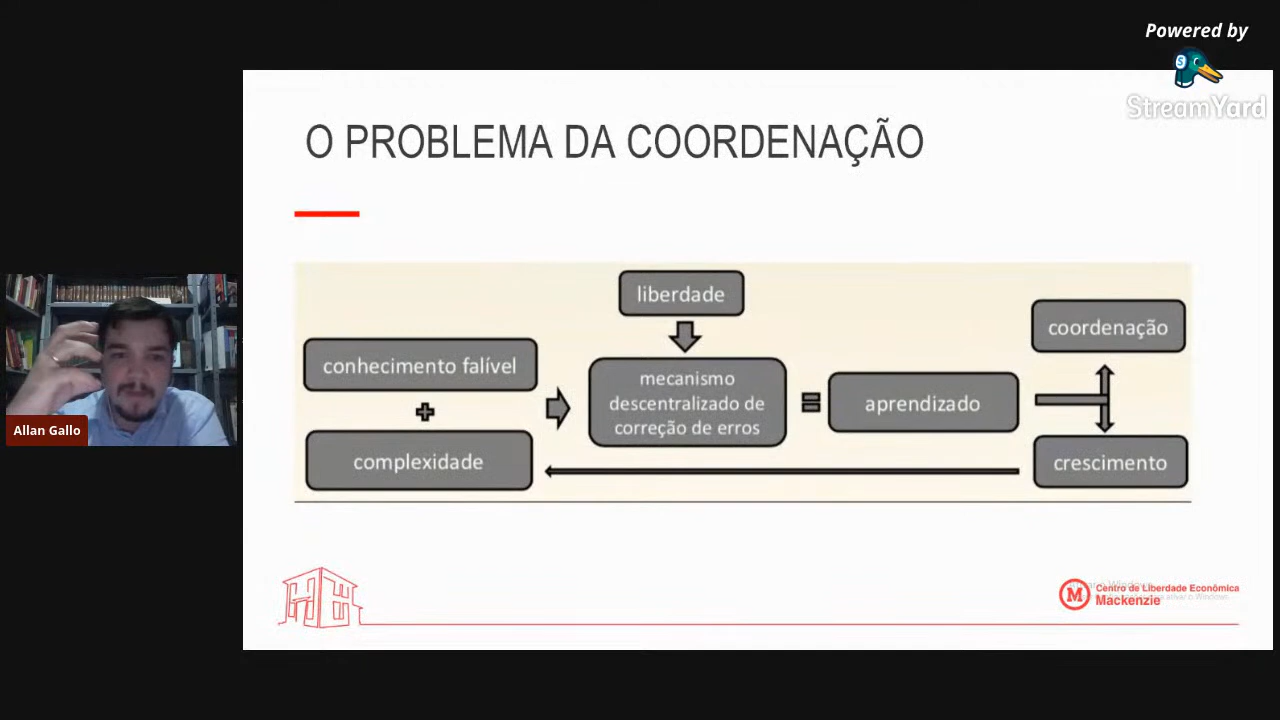 Powered by
StreamYard
O PROBLEMA DA COORDENAÇÃO
liberdade
conhecimento falível
+
complexidade
mecanismo
descentralizado de
correção de erros
=
aprendizado
coordenação
crescimento
Allan Gallo
M
Centro de Liberdade Econômica
Mackenzie